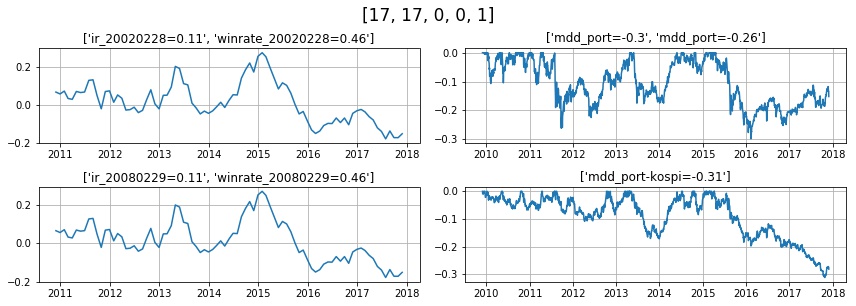 [17, 17, 0, 0, 1]
['ir_20020228=0.11', 'winrate_20020228=0.46']
0.2
0.0
-0.2
2011 2012 2013 2014 2015 2016 2017 2018
['mdd_port=-0.3', 'mdd_port=-0.26']
0.0
-0.1
-0.2
-0.3
2010 2011 2012 2013 2014 2015 2016 2017 2018
['ir_20080229=0.11', 'winrate_20080229=0.46']
0.2
0.0
-0.2
2011 2012 2013 2014 2015 2016 2017 2018
['mdd_port-kospi=-0.31']
0.0
-0.1
-0.2
-0.3
2010 2011 2012 2013 2014 2015 2016 2017 2018